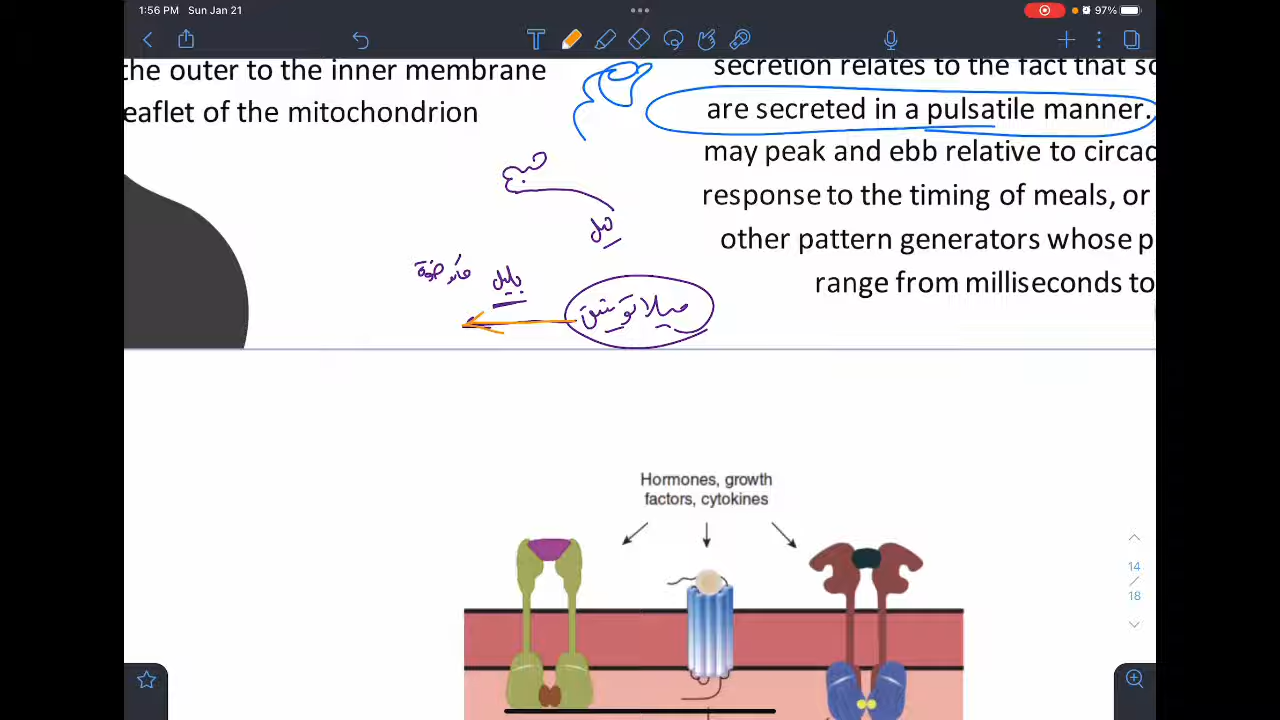 1:56 PM Sun Jan 21
97%
the outer to the inner membrane
eaflet of the mitochondrion
secretion relates to the fact that sc
are secreted in a pulsatile manner.
may peak and ebb relative to circad
response to the timing of meals, or
other pattern generators whose p
range from milliseconds to
صبح
ليل
بليل
Hormones, growth
factors, cytokines
14
/
18